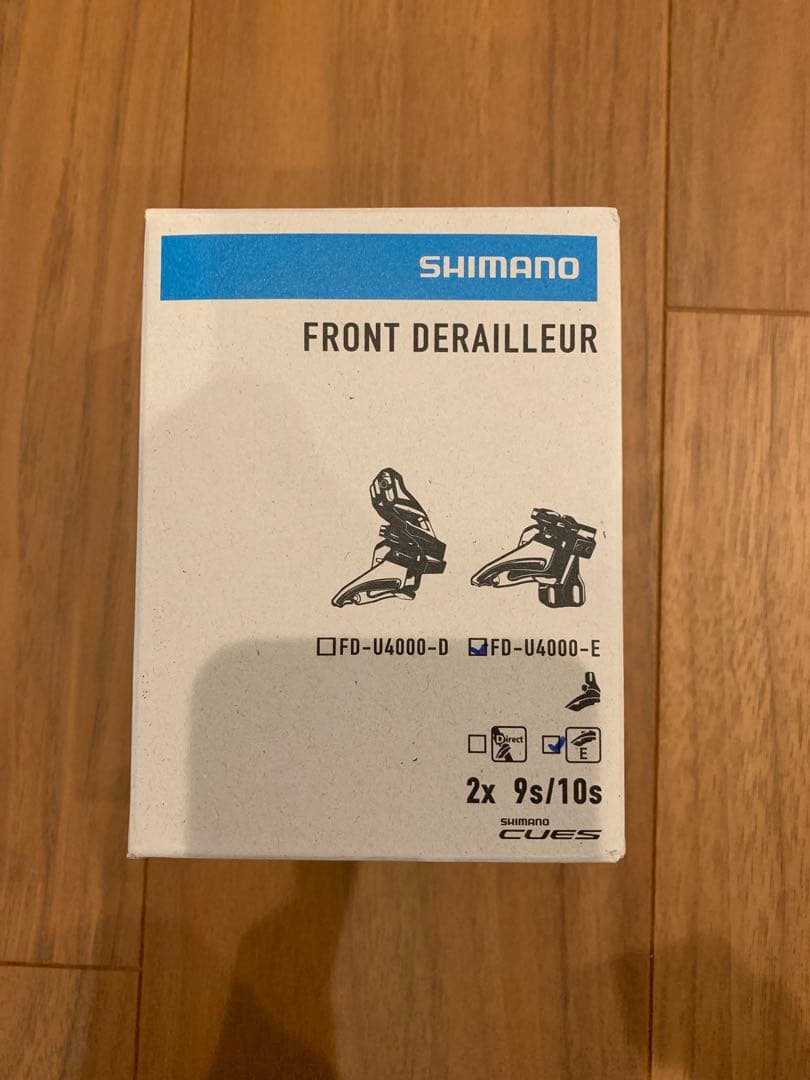 SHIMANO
FRONT DERAILLEUR
FD-U4000-D FD-U4000-E
Direct E
2x 9s/10s
SHIMANO
CUES